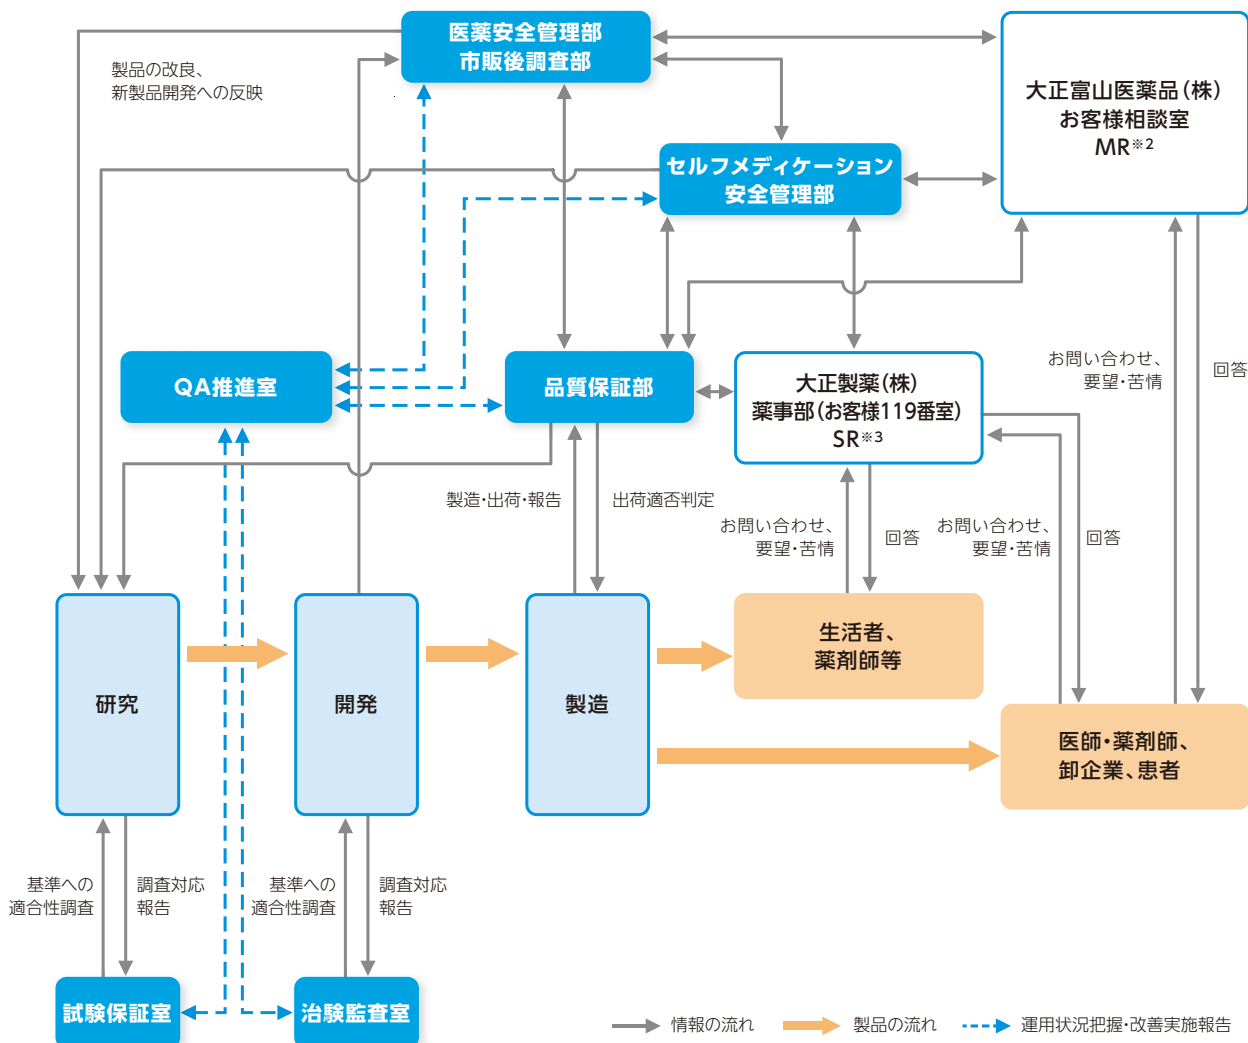 医薬安全管理部
市販後調査部
製品の改良、
新製品開発への反映
大正富山医薬品(株)
お客様相談室
MR※2
セルフメディケーション
安全管理部
QA推進室
品質保証部
大正製薬(株)
薬事部(お客様119番室)
SR※3
お問い合わせ、
要望・苦情
回答
製造・出荷・報告
出荷適否判定
お問い合わせ、
要望・苦情
回答
お問い合わせ、
要望・苦情
回答
研究
開発
製造
生活者、
薬剤師等
医師・薬剤師、
卸企業、患者
基準への
適合性調査
調査対応
報告
基準への
適合性調査
調査対応
報告
試験保証室
治験監査室
情報の流れ
製品の流れ
運用状況把握・改善実施報告